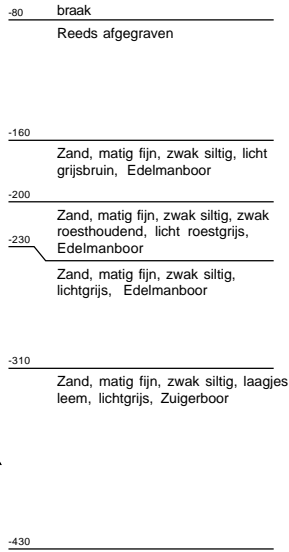 -80 braak
Reeds afgegraven
-160
Zand, matig fijn, zwak siltig, licht
grijsbruin, Edelmanboor
-200
Zand, matig fijn, zwak siltig, zwak
roesthoudend, licht roestgrijs,
-230
Edelmanboor
Zand, matig fijn, zwak siltig,
lichtgrijs, Edelmanboor
-310
Zand, matig fijn, zwak siltig, laagjes
leem, lichtgrijs, Zuigerboor
-430